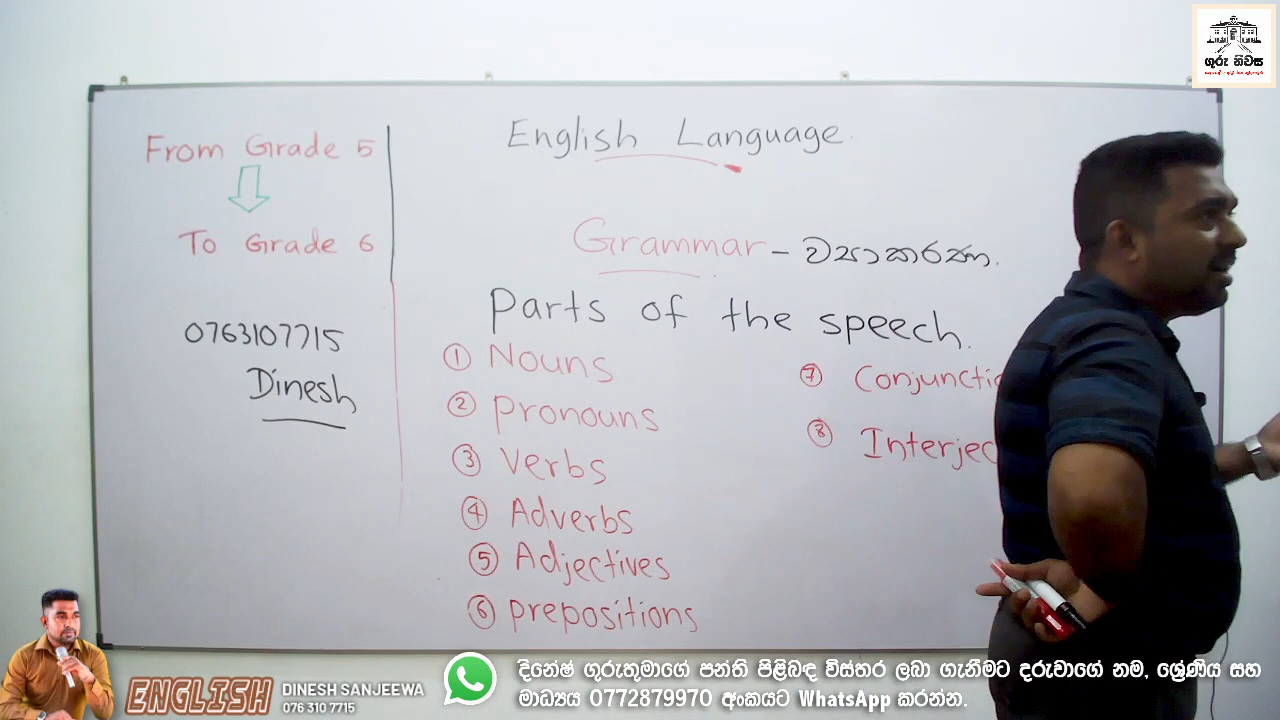 From Grade 5
To Grade 6
0763107715
Dinesh
English Language.
Grammar - ව්‍යාකරණ.
Parts of the speech.
① Nouns
② Pronouns
③ Verbs
④ Adverbs
⑤ Adjectives
⑥ Prepositions
⑦ Conjunctio
⑧ Interjec
ගුරු නිවස
ENGLISH
DINESH SANJEEWA
076 310 7715
දිනේෂ් ගුරුතුමාගේ පන්ති පිළිබඳ විස්තර ලබා ගැනීමට දරුවාගේ නම, ශ්‍රේණිය සහ
මාධ්‍යය 0772879970 අංකයට WhatsApp කරන්න.